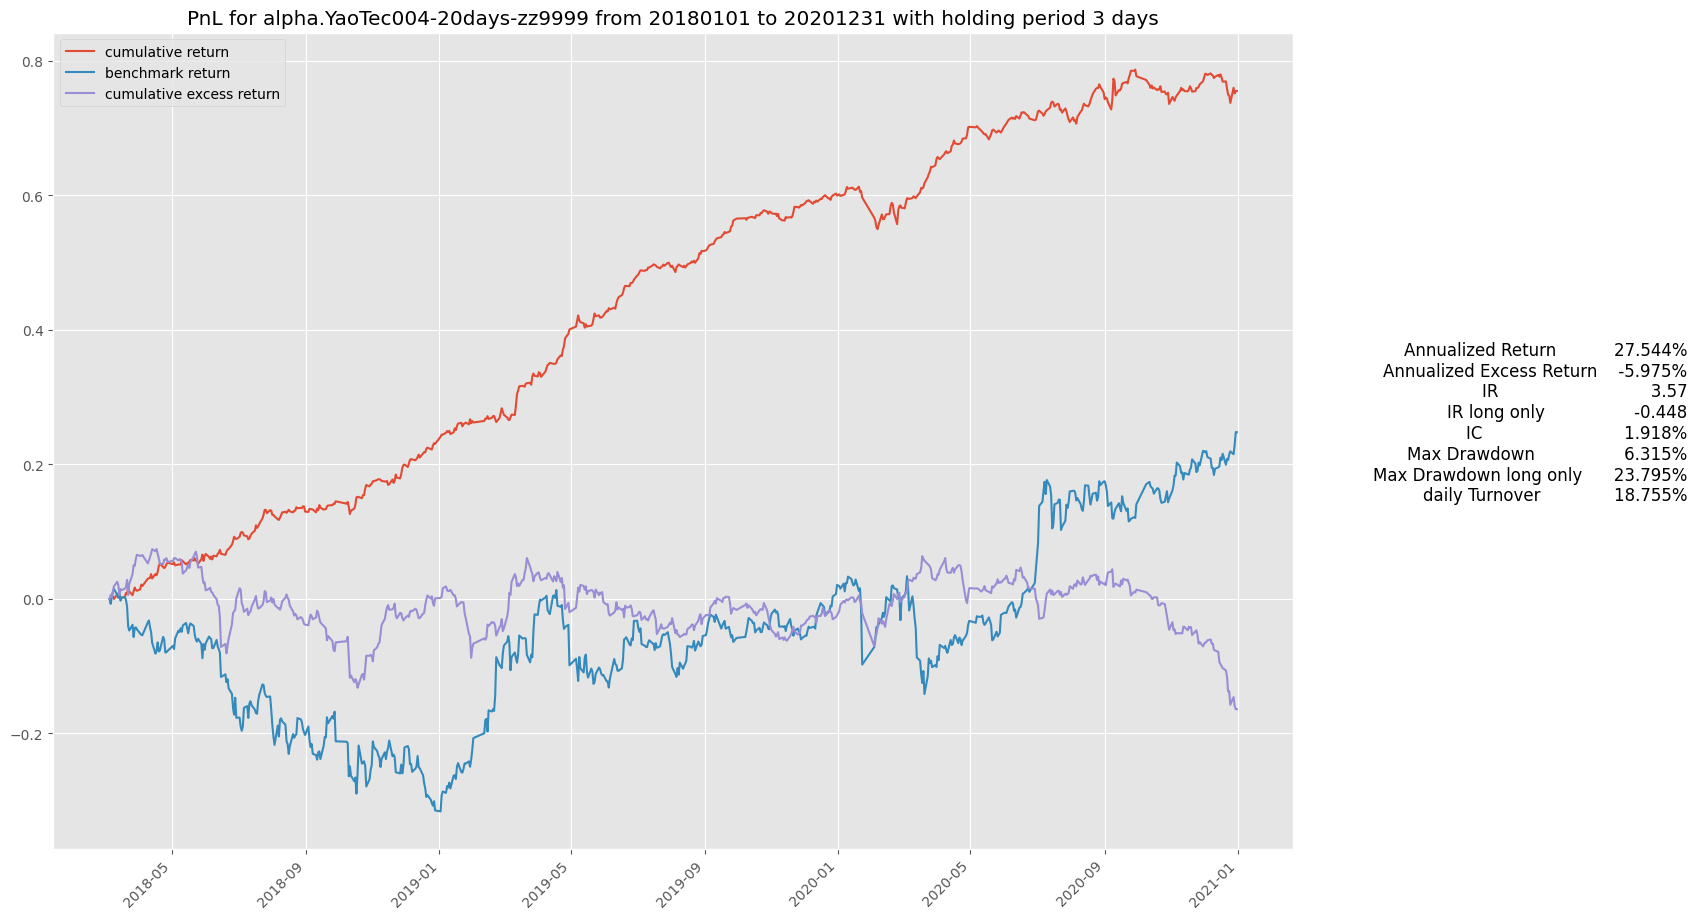 PnL for alpha.YaoTec004-20days-zz9999 from 20180101 to 20201231 with holding period 3 days
cumulative return
benchmark return
cumulative excess return
0.8
0.6
0.4
0.2
0.0
−0.2
2018-05
2018-09
2019-01
2019-05
2019-09
2020-01
2020-05
2020-09
2021-01
Annualized Return 27.544%
Annualized Excess Return -5.975%
IR 3.57
IR long only -0.448
IC 1.918%
Max Drawdown 6.315%
Max Drawdown long only 23.795%
daily Turnover 18.755%